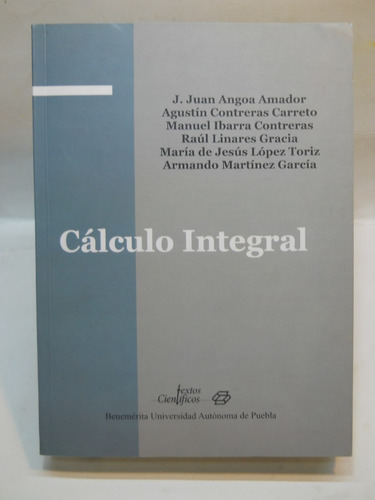 J. Juan Angoa Amador
Agustín Contreras Carreto
Manuel Ibarra Contreras
Raúl Linares Gracia
María de Jesús López Toriz
Armando Martínez García
Cálculo Integral
textos
Científicos
Benemérita Universidad Autónoma de Puebla